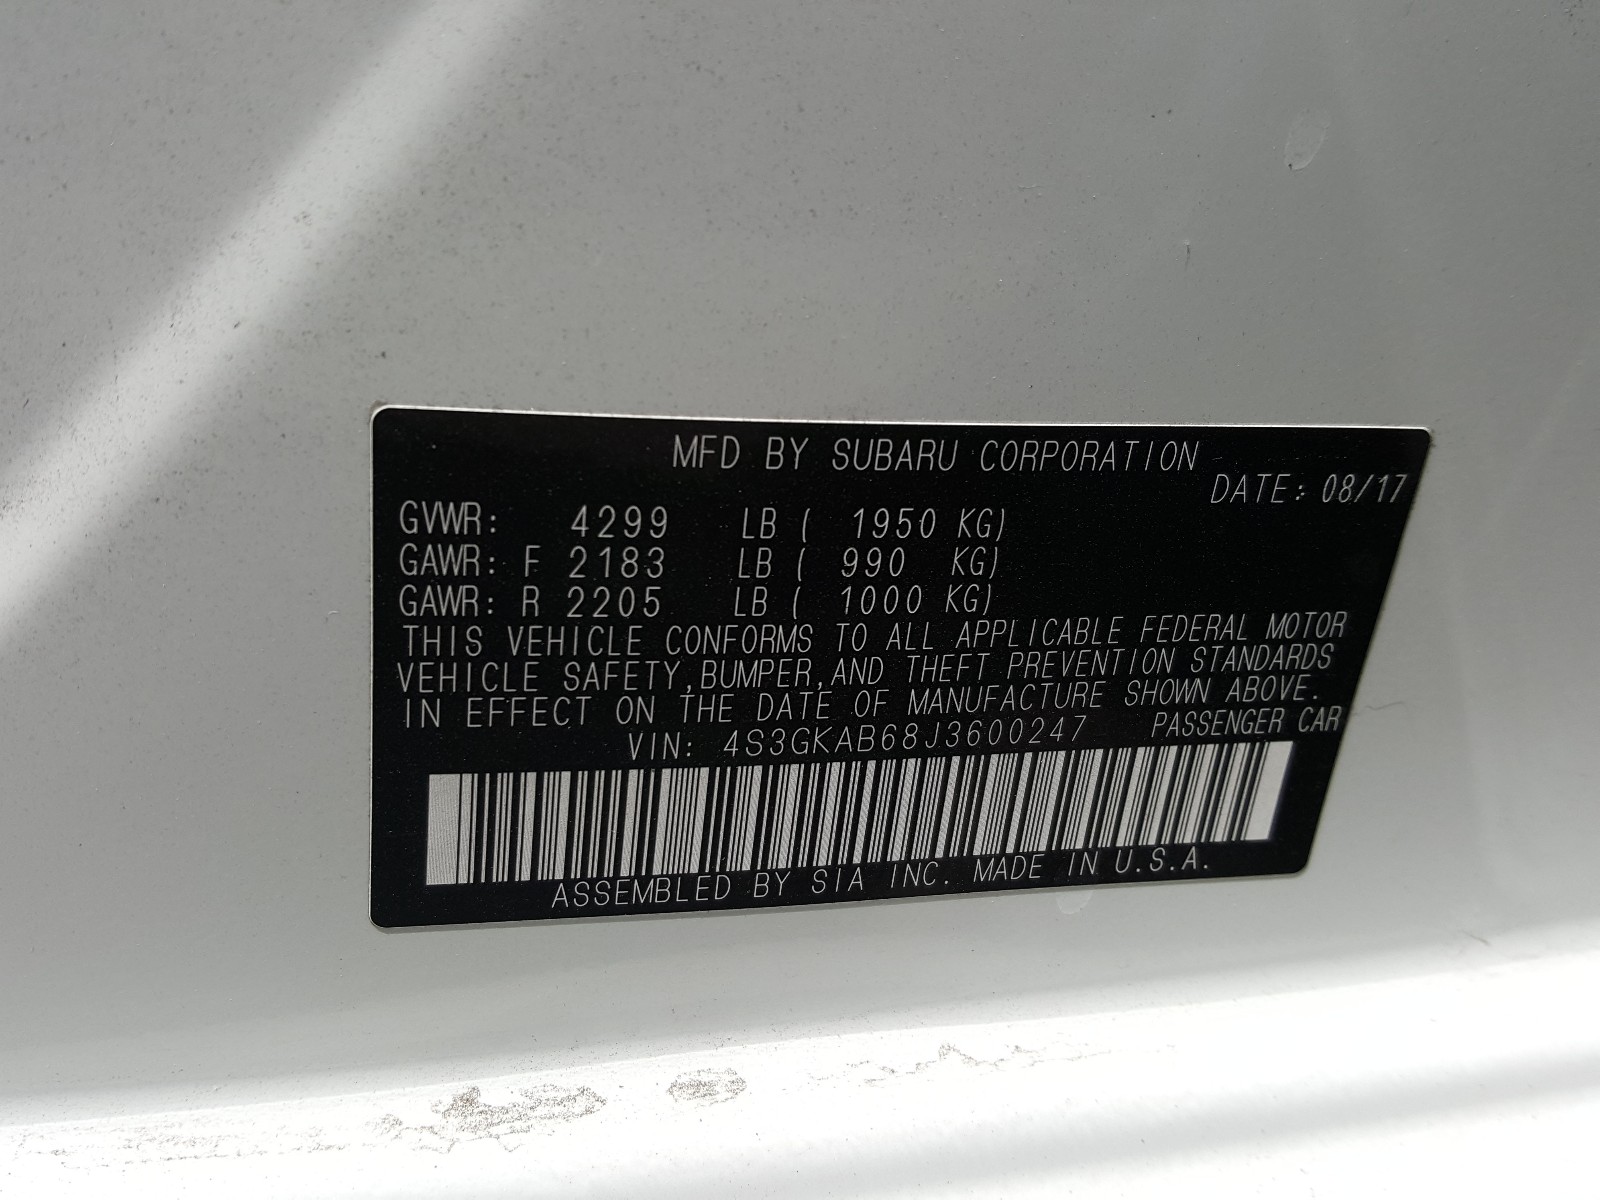 MFD BY SUBARU CORPORATION
DATE: 08/17
GVWR: 4299 LB ( 1950 KG)
GAWR: F 2183 LB ( 990 KG)
GAWR: R 2205 LB ( 1000 KG)
THIS VEHICLE CONFORMS TO ALL APPLICABLE FEDERAL MOTOR
VEHICLE SAFETY, BUMPER, AND THEFT PREVENTION STANDARDS
IN EFFECT ON THE DATE OF MANUFACTURE SHOWN ABOVE.
VIN: 4S3GKAB68J3600247 PASSENGER CAR
ASSEMBLED BY SIA INC. MADE IN U.S.A.